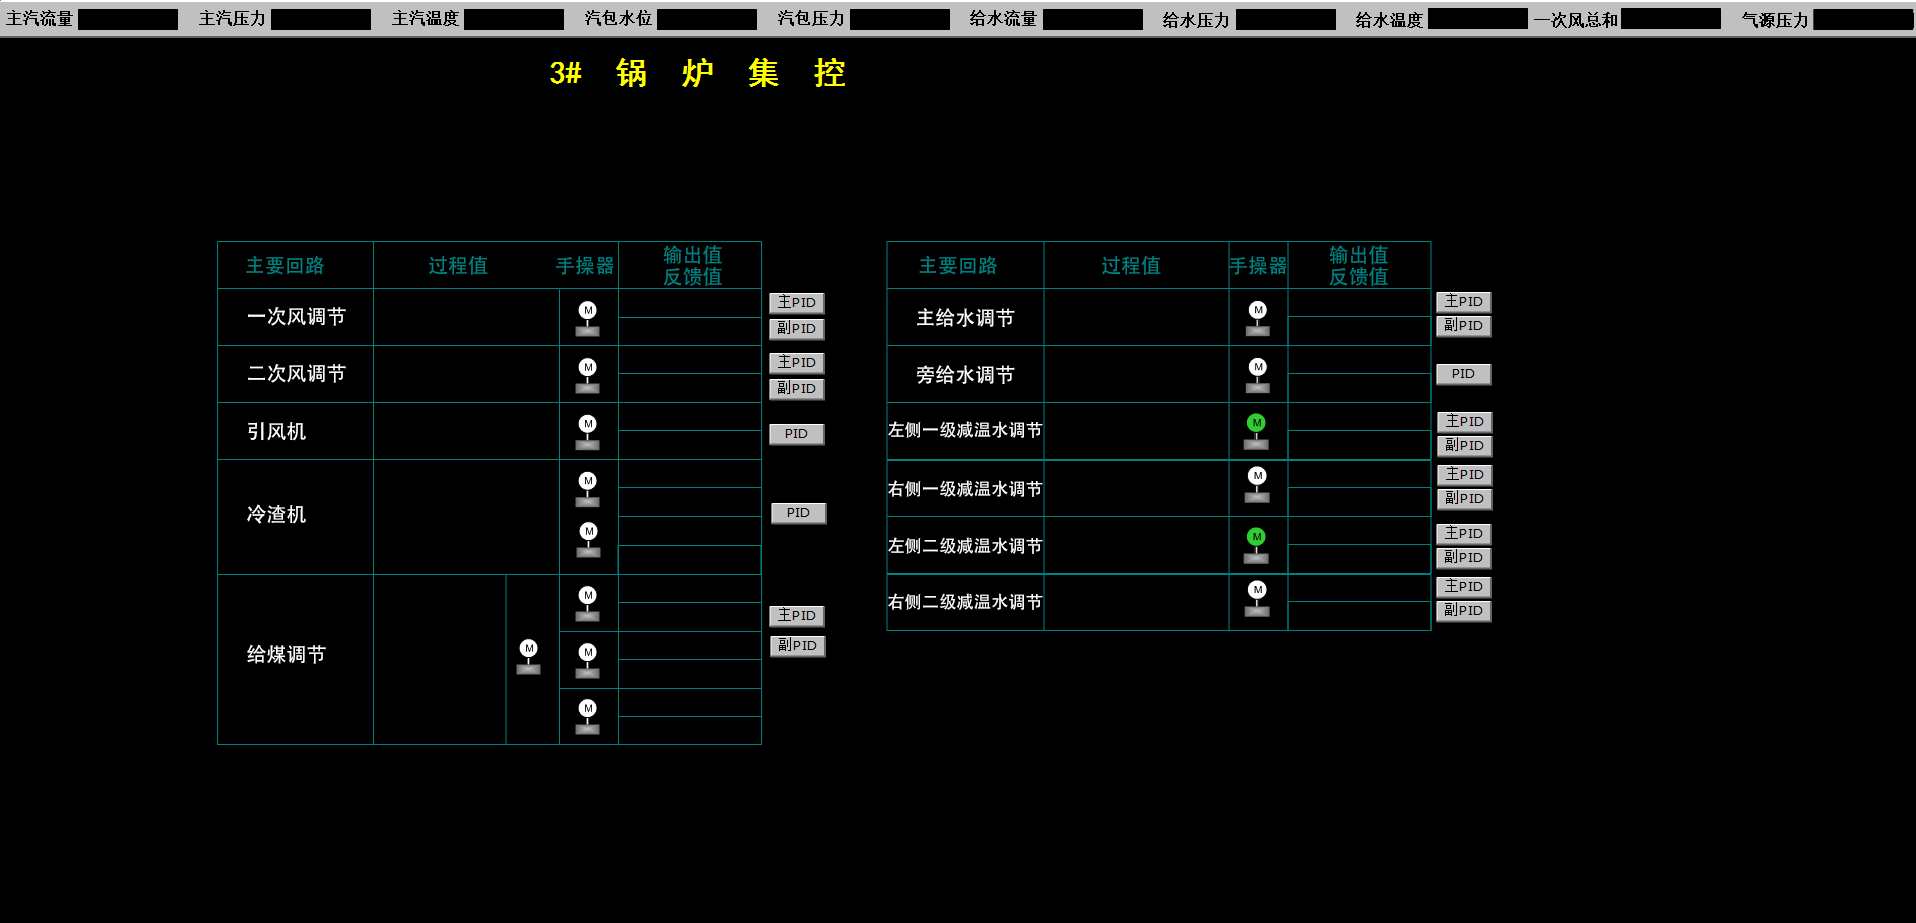 主汽流量 主汽压力 主汽温度 汽包水位 汽包压力 给水流量 给水压力 给水温度 一次风总和 气源压力
3# 锅 炉 集 控
主要回路 过程值 手操器 输出值
反馈值
一次风调节 M 主PID
副PID
二次风调节 M 主PID
副PID
引风机 M PID
冷渣机 M PID
M
给煤调节 M M 主PID
M 副PID
M
主要回路 过程值 手操器 输出值
反馈值
主给水调节 M 主PID
副PID
旁给水调节 M PID
左侧一级减温水调节 M 主PID
副PID
右侧一级减温水调节 M 主PID
副PID
左侧二级减温水调节 M 主PID
副PID
右侧二级减温水调节 M 主PID
副PID